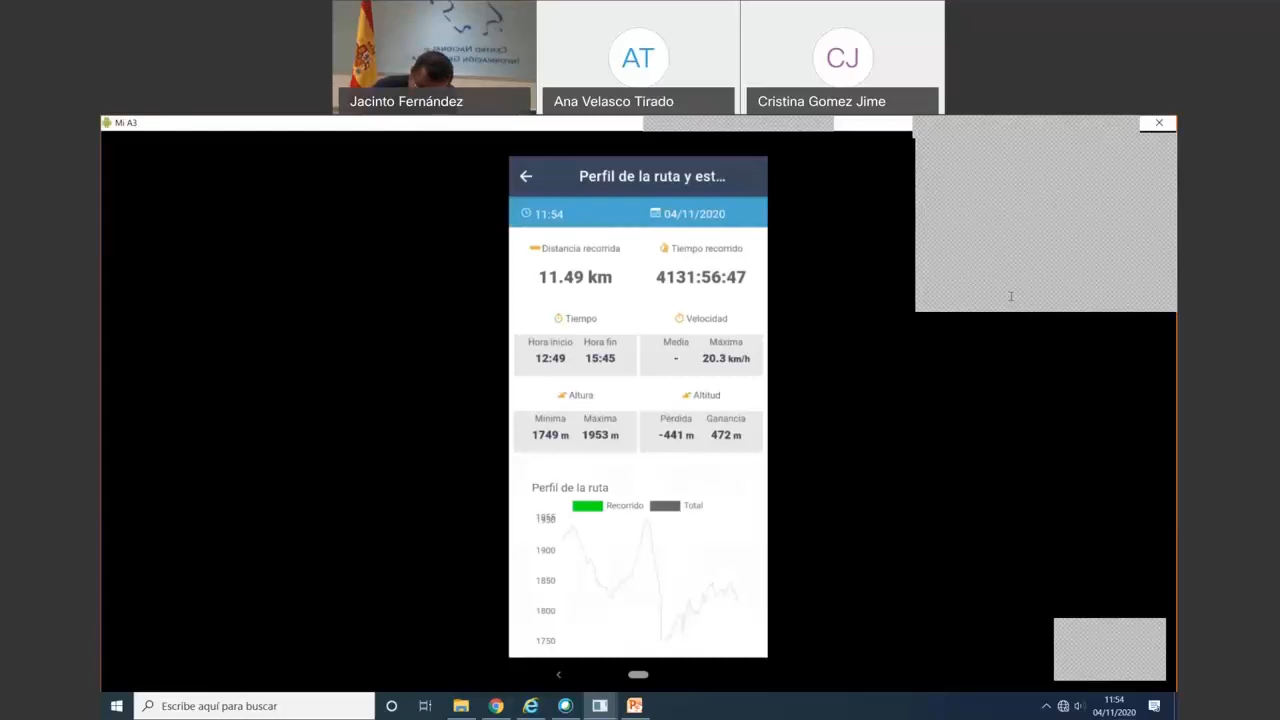 CENTRO NACIONAL
Jacinto Fernández
AT
Ana Velasco Tirado
CJ
Cristina Gomez Jime
Mi A3
Perfil de la ruta y est...
11:54
04/11/2020
Distancia recorrida
Tiempo recorrido
11.49 km
4131:56:47
Tiempo
Velocidad
Hora inicio
Hora fin
Media
Máxima
12:49
15:45
-
20.3 km/h
Altura
Altitud
Mínima
Máxima
Pérdida
Ganancia
1749 m
1953 m
-441 m
472 m
Perfil de la ruta
Recorrido
Total
1950
1900
1850
1800
1750
Escribe aquí para buscar
11:54
04/11/2020